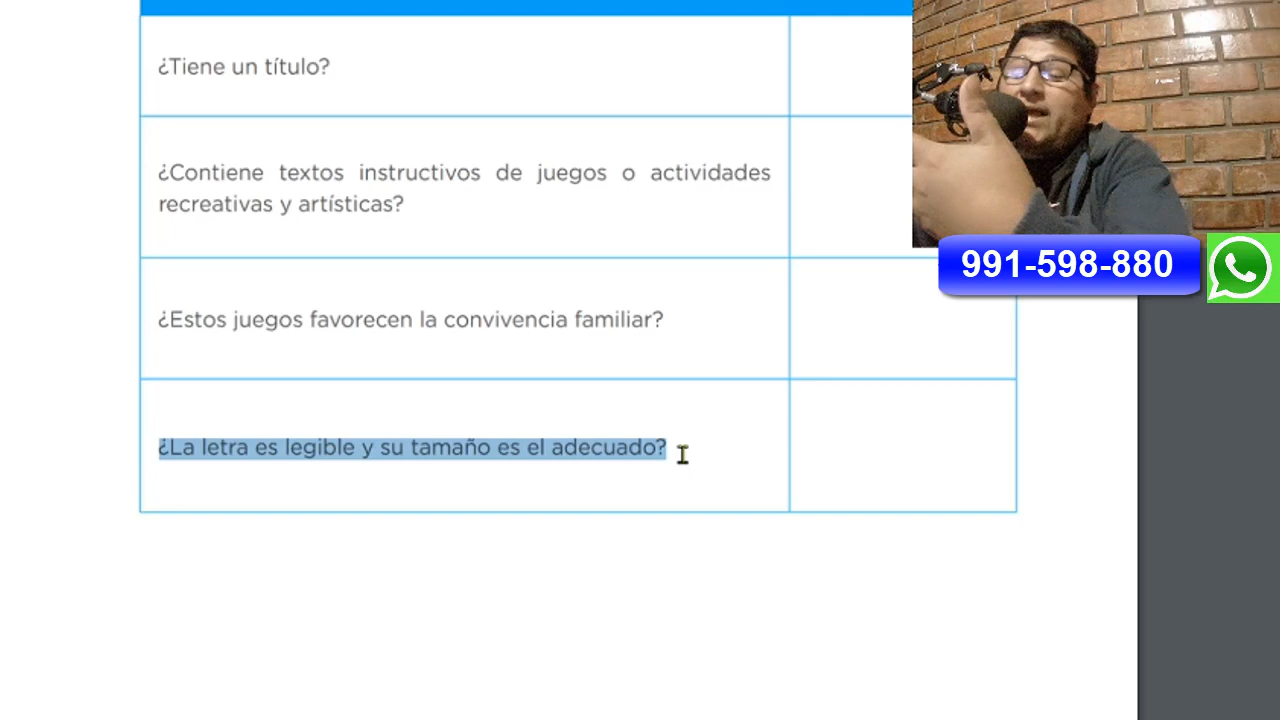 ¿Tiene un título?
¿Contiene textos instructivos de juegos o actividades
recreativas y artísticas?
991-598-880
¿Estos juegos favorecen la convivencia familiar?
¿La letra es legible y su tamaño es el adecuado?